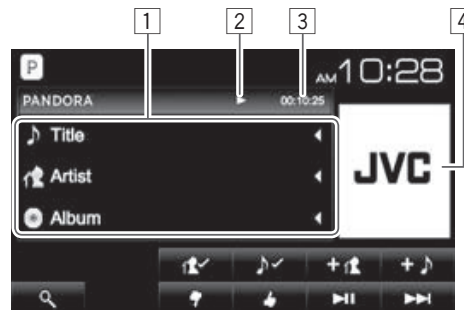 1 2 3 4
P
AM 10:28
PANDORA 00:10:25
Title
Artist
Album
JVC